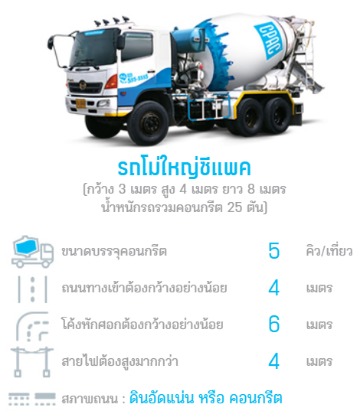 CPAC
รถโม่ใหญ่ซีแพค
(กว้าง 3 เมตร สูง 4 เมตร ยาว 8 เมตร
น้ำหนักรถรวมคอนกรีต 25 ตัน)
ขนาดบรรจุคอนกรีต 5 คิว/เที่ยว
ถนนทางเข้าต้องกว้างอย่างน้อย 4 เมตร
โค้งหักศอกต้องกว้างอย่างน้อย 6 เมตร
สายไฟต้องสูงมากกว่า 4 เมตร
สภาพถนน : ดินอัดแน่น หรือ คอนกรีต